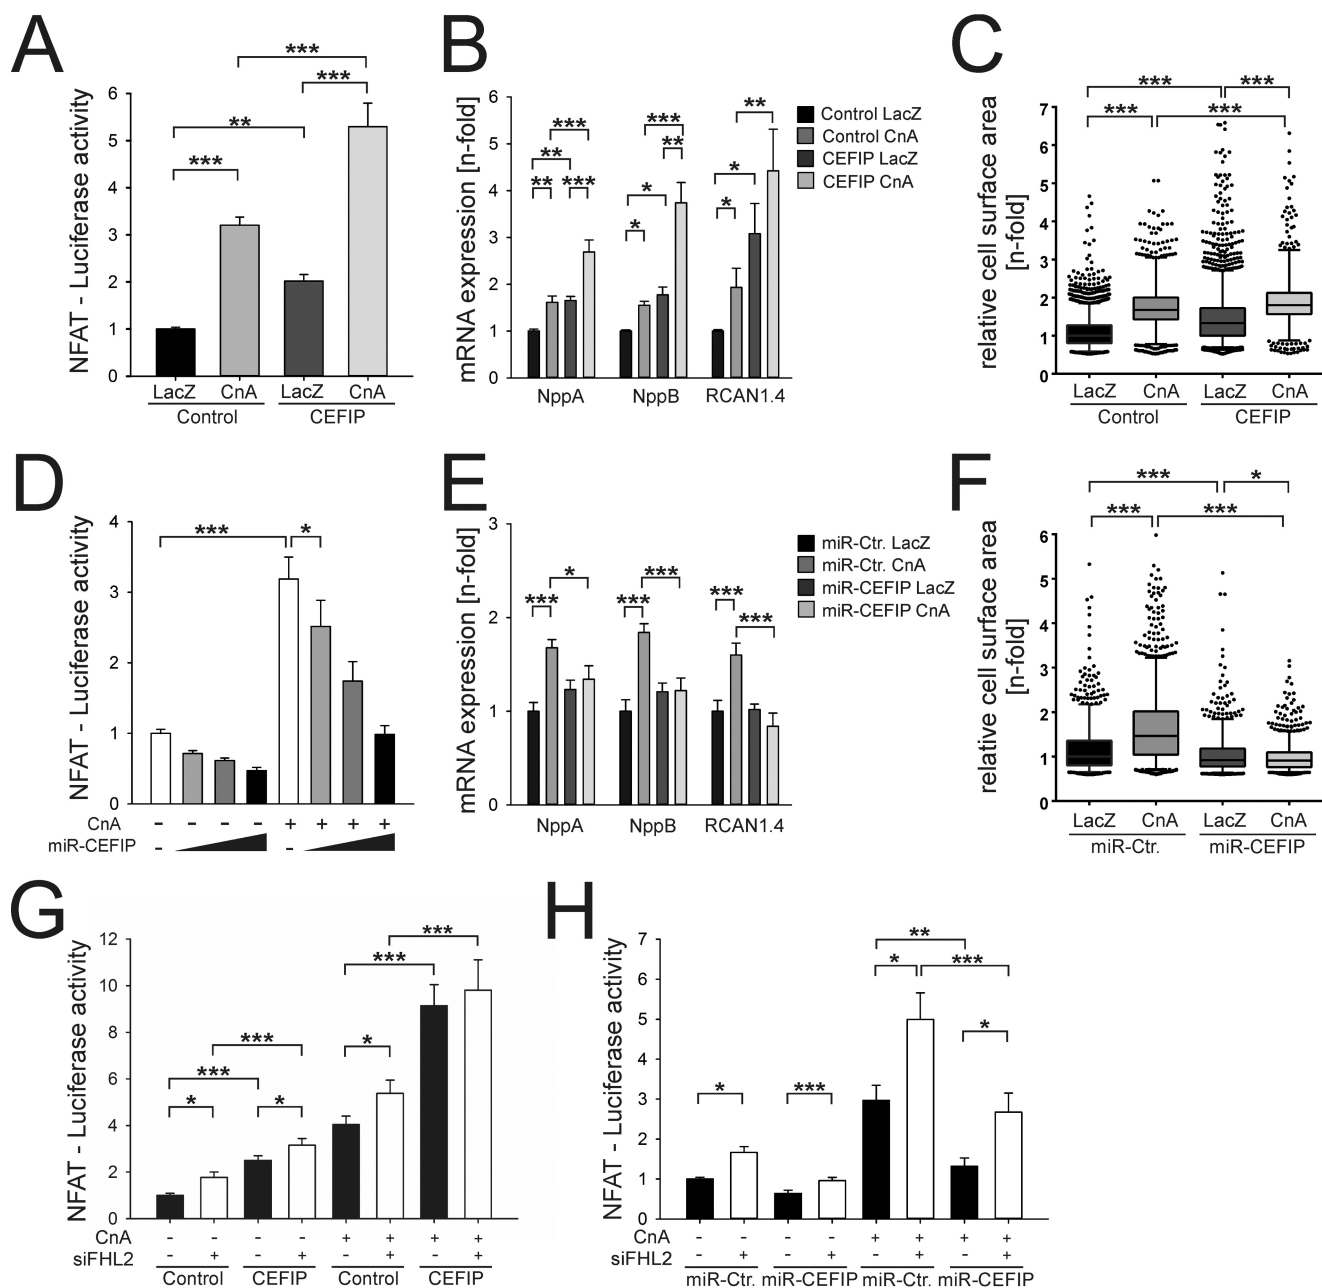 A
NFAT - Luciferase activity
6
5
4
3
2
1
0
***
***
**
***
LacZ CnA LacZ CnA
Control CEFIP
B
mRNA expression [n-fold]
6
5
4
3
2
1
0
***
**
** ***
***
**
*
*
**
*
*
NppA NppB RCAN1.4
Control LacZ
Control CnA
CEFIP LacZ
CEFIP CnA
C
relative cell surface area
[n-fold]
7
6
5
4
3
2
1
0
*** ***
*** ***
LacZ CnA LacZ CnA
Control CEFIP
D
NFAT - Luciferase activity
4
3
2
1
0
*** *
CnA - - - - + + + +
miR-CEFIP - -
E
mRNA expression [n-fold]
3
2
1
0
*
***
***
***
***
***
NppA NppB RCAN1.4
miR-Ctr. LacZ
miR-Ctr. CnA
miR-CEFIP LacZ
miR-CEFIP CnA
F
relative cell surface area
[n-fold]
6
5
4
3
2
1
0
*** *
*** ***
LacZ CnA LacZ CnA
miR-Ctr. miR-CEFIP
G
NFAT - Luciferase activity
12
10
8
6
4
2
0
***
***
***
*
***
* *
CnA - - - - + + + +
siFHL2 - + - + - + - +
Control CEFIP Control CEFIP
H
NFAT - Luciferase activity
7
6
5
4
3
2
1
0
**
* ***
*
* ***
CnA - - - - + + + +
siFHL2 - + - + - + - +
miR-Ctr. miR-CEFIP miR-Ctr. miR-CEFIP